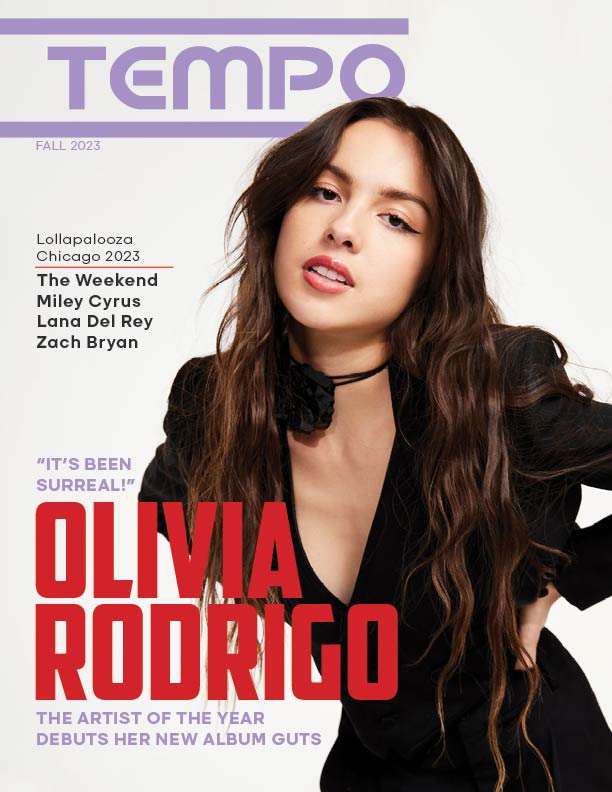 TEMPO
FALL 2023
Lollapalooza
Chicago 2023
The Weekend
Miley Cyrus
Lana Del Rey
Zach Bryan
“IT’S BEEN
SURREAL!”
OLIVIA
RODRIGO
THE ARTIST OF THE YEAR
DEBUTS HER NEW ALBUM GUTS